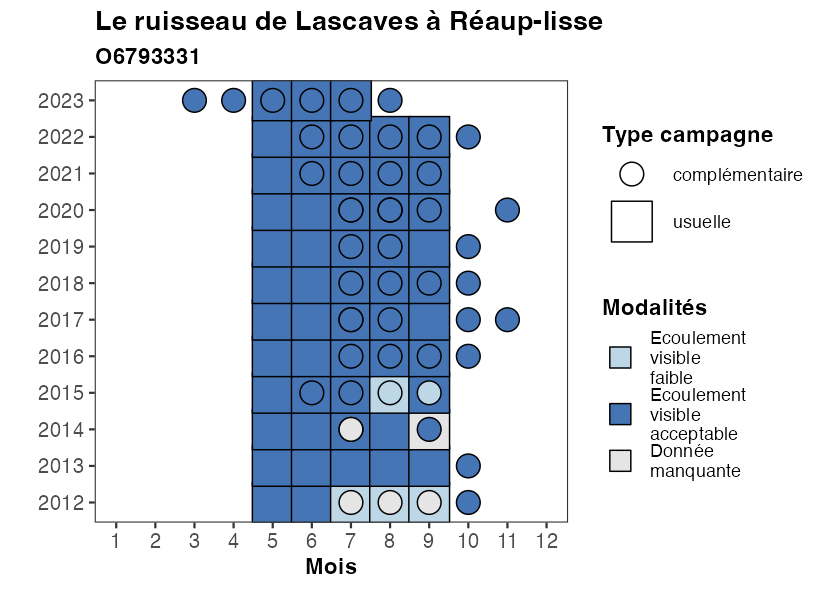 Le ruisseau de Lascaves à Réaup-lisse
O6793331
2023
2022
2021
2020
2019
2018
2017
2016
2015
2014
2013
2012
1 2 3 4 5 6 7 8 9 10 11 12
Mois
Type campagne
complémentaire
usuelle
Modalités
Ecoulement
visible
faible
Ecoulement
visible
acceptable
Donnée
manquante